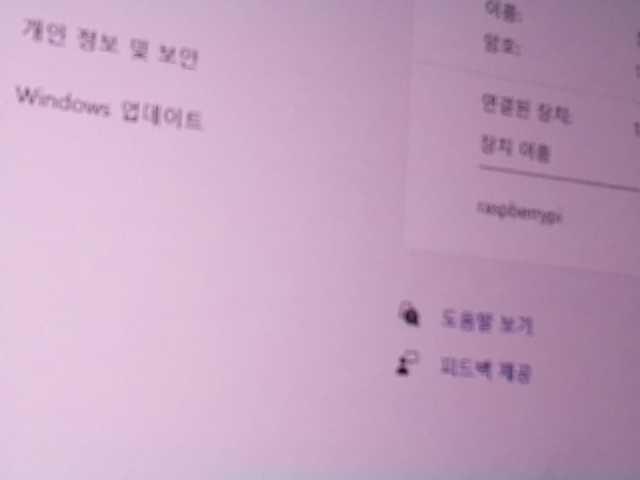 개인 정보 및 보안
Windows 업데이트
이름:
암호:
연결된 장치:
장치 이름
raspberrypi
도움말 보기
피드백 제공